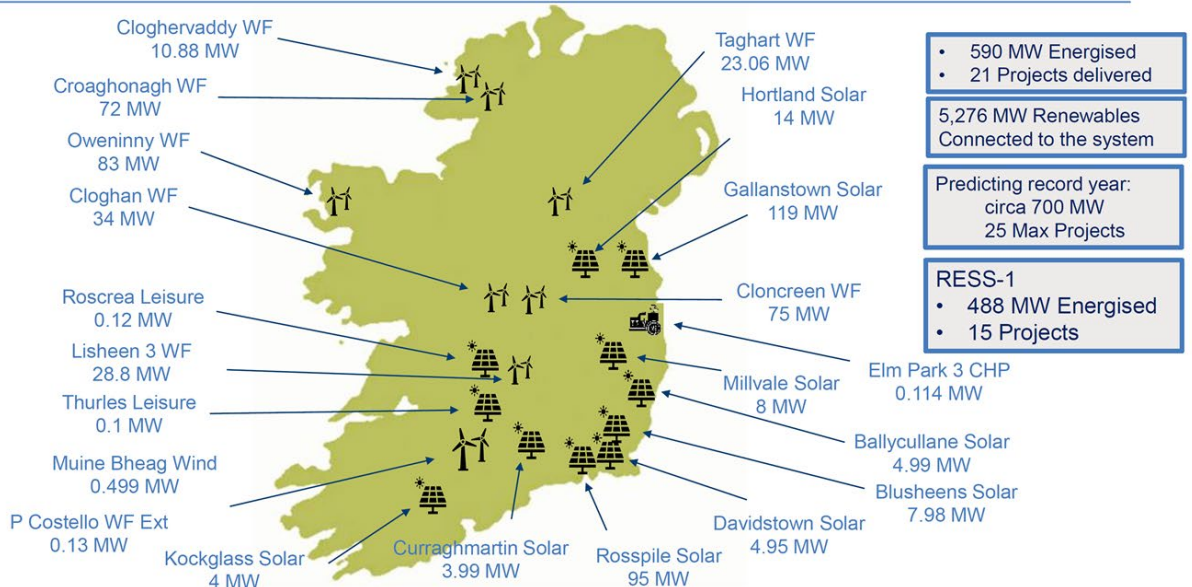 Cloghervaddy WF
10.88 MW
Croaghonagh WF
72 MW
Oweninny WF
83 MW
Cloghan WF
34 MW
Roscrea Leisure
0.12 MW
Lisheen 3 WF
28.8 MW
Thurles Leisure
0.1 MW
Muine Bheag Wind
0.499 MW
P Costello WF Ext
0.13 MW
Kockglass Solar
4 MW
Curraghmartin Solar
3.99 MW
Rosspile Solar
95 MW
Davidstown Solar
4.95 MW
Blusheens Solar
7.98 MW
Ballycullane Solar
4.99 MW
Elm Park 3 CHP
0.114 MW
Millvale Solar
8 MW
Cloncreen WF
75 MW
Gallanstown Solar
119 MW
Hortland Solar
14 MW
Taghart WF
23.06 MW
• 590 MW Energised
• 21 Projects delivered
5,276 MW Renewables
Connected to the system
Predicting record year:
circa 700 MW
25 Max Projects
RESS-1
• 488 MW Energised
• 15 Projects